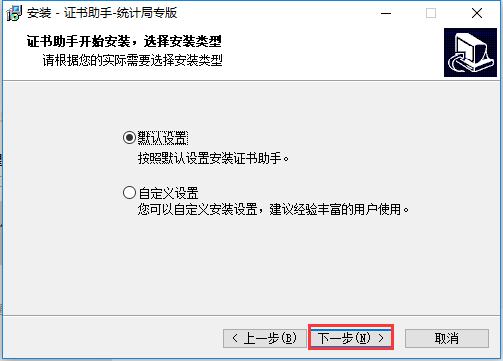 安装 - 证书助手-统计局专版
证书助手开始安装，选择安装类型
请根据您的实际需要选择安装类型
默认设置
按照默认设置安装证书助手。
自定义设置
您可以自定义安装设置，建议经验丰富的用户使用。
< 上一步(B) 下一步(N) > 取消